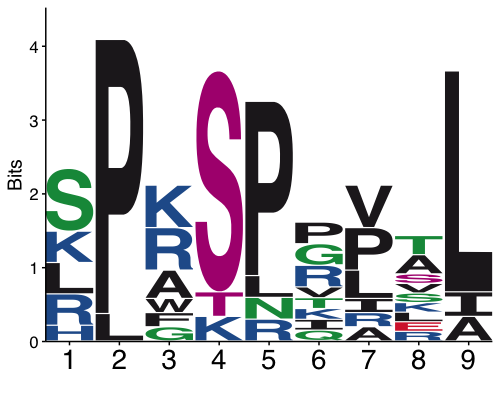 Bits
4
3
2
1
0
S K L R H
P L
K R A W F G
S T K
P L N R
P G R V T K I Q
V P L I R A
T A S V S K L E R
L I A
1 2 3 4 5 6 7 8 9